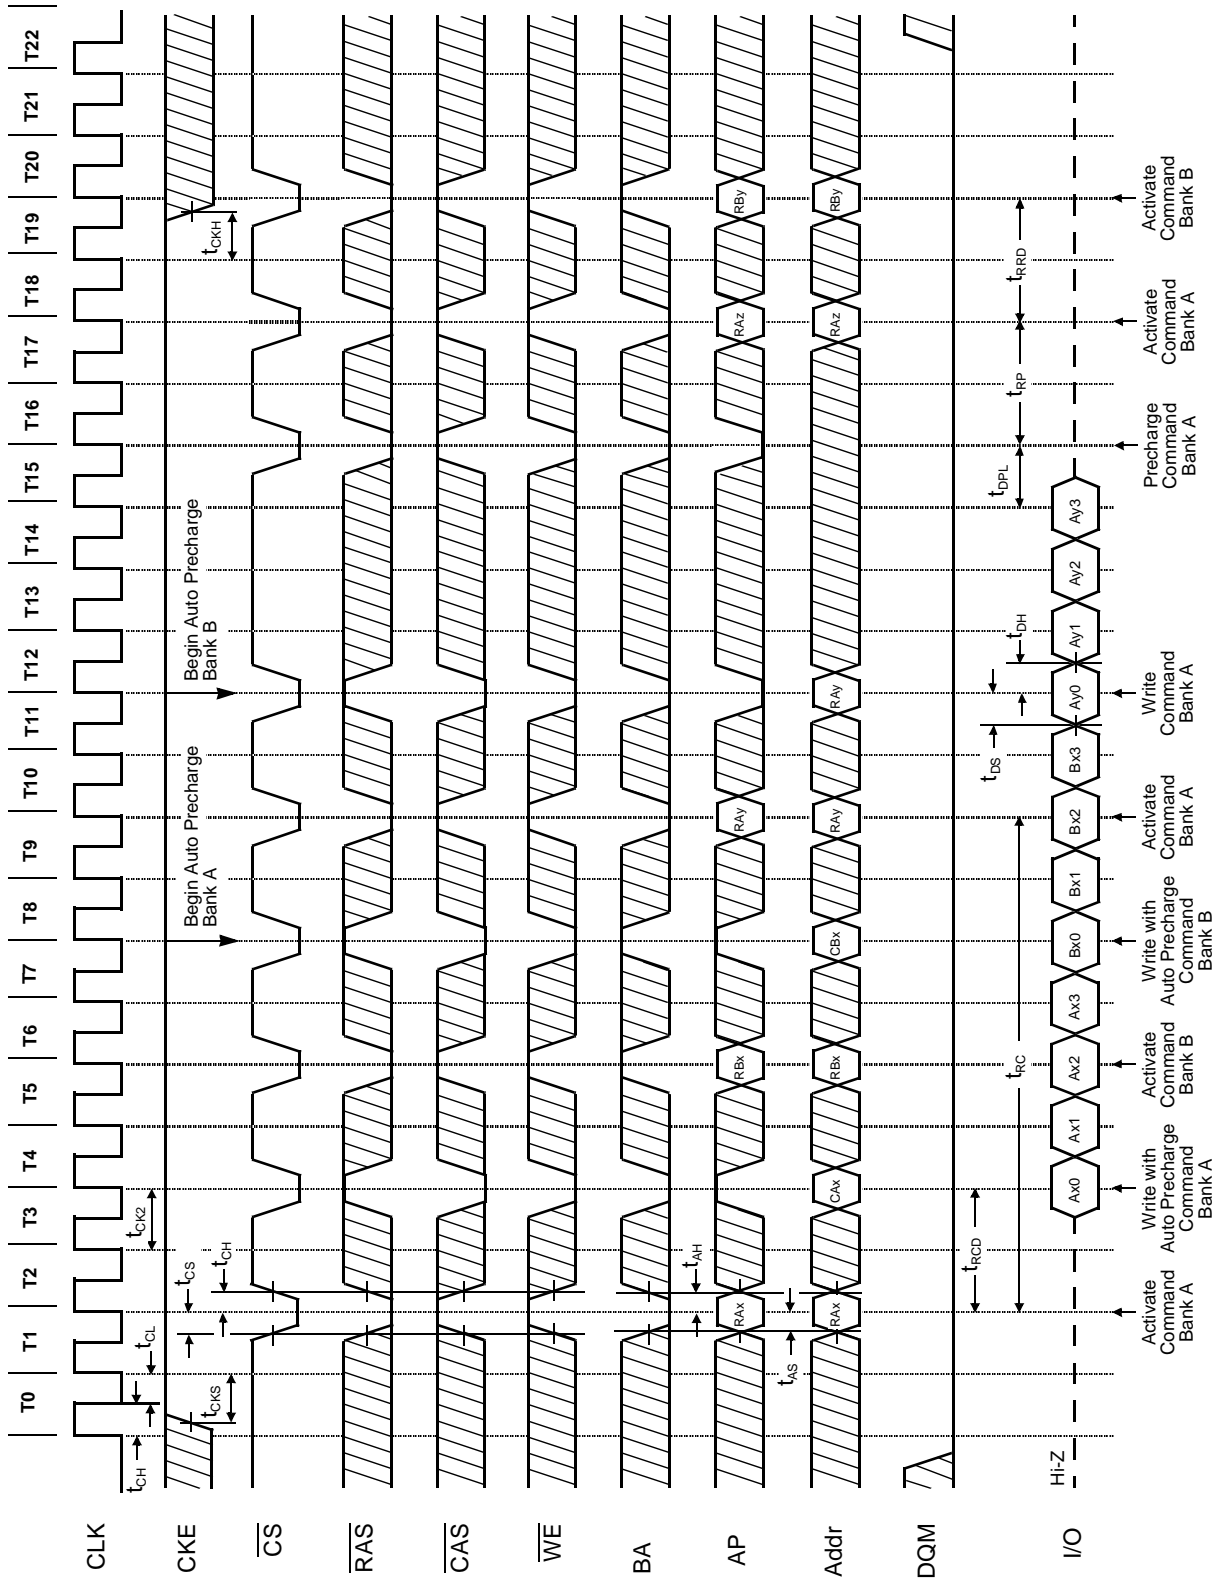 T0 T1 T2 T3 T4 T5 T6 T7 T8 T9 T10 T11 T12 T13 T14 T15 T16 T17 T18 T19 T20 T21 T22
CLK
tCH tCL tCK2
CKE
tCKS tCS tCH
Begin Auto Precharge
Bank A
Begin Auto Precharge
Bank B
tCKH
CS
RAS
CAS
WE
BA
tAH
AP
RAx RBx RAy RAz RBy
tAS
Addr
RAx CAx RBx CBx RAy RAy RAz RBy
DQM
tRCD tDS tDPL
tRC tDH tRP tRRD
I/O
Hi-Z
Ax0 Ax1 Ax2 Ax3 Bx0 Bx1 Bx2 Bx3 Ay0 Ay1 Ay2 Ay3
Activate
Command
Bank A
Write with
Auto Precharge
Command
Bank A
Activate
Command
Bank B
Write with
Auto Precharge
Command
Bank B
Activate
Command
Bank A
Write
Command
Bank A
Precharge
Command
Bank A
Activate
Command
Bank A
Activate
Command
Bank B